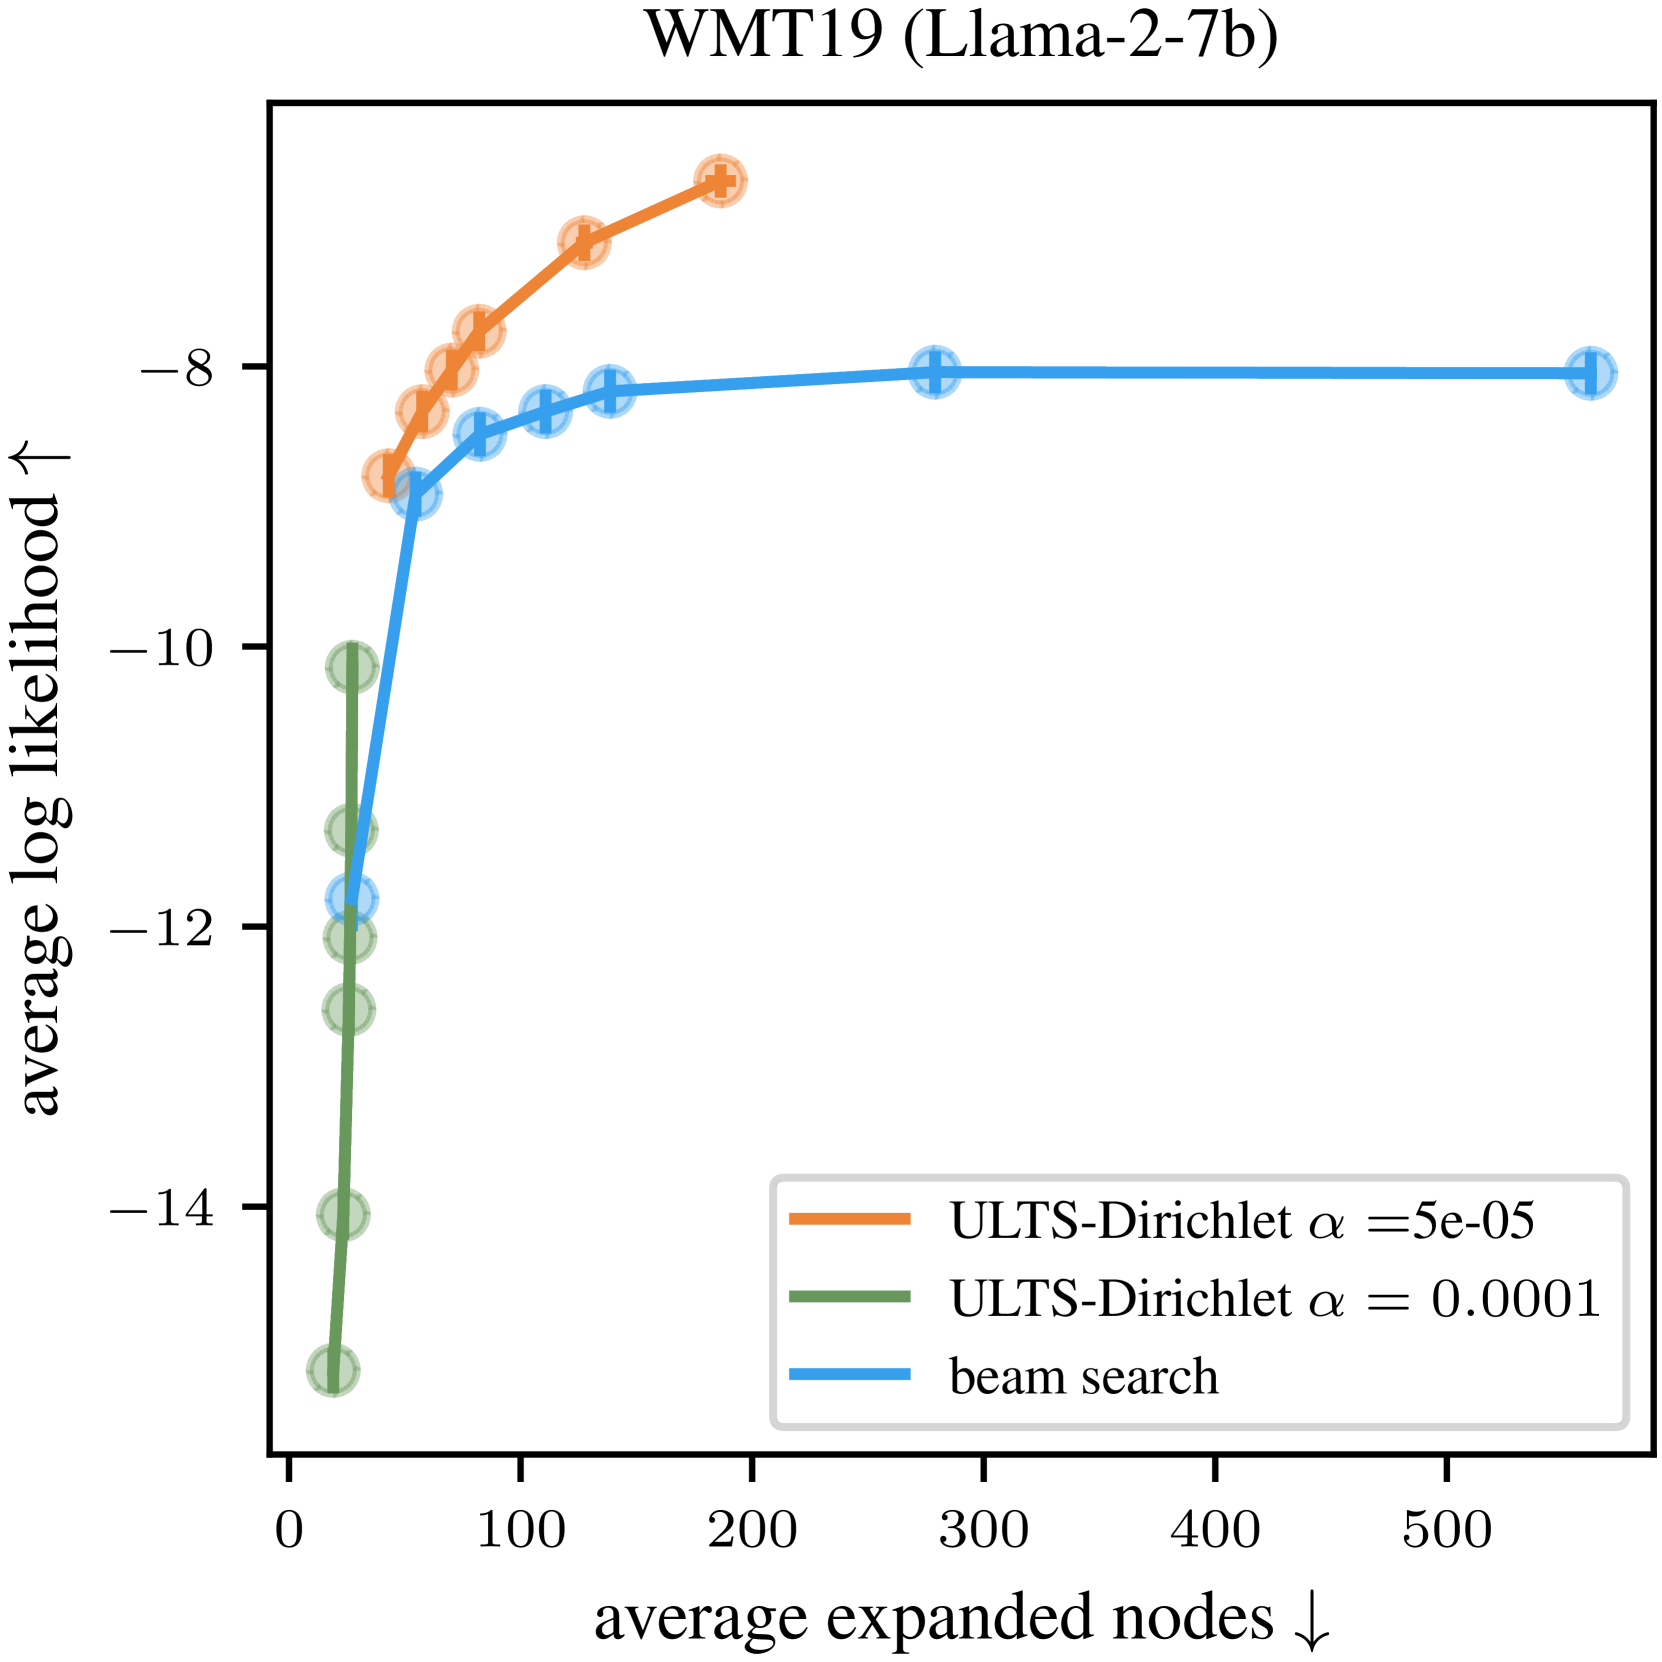 WMT19 (Llama-2-7b)
average log likelihood ↑
−8
−10
−12
−14
ULTS-Dirichlet α =5e-05
ULTS-Dirichlet α = 0.0001
beam search
0 100 200 300 400 500
average expanded nodes ↓